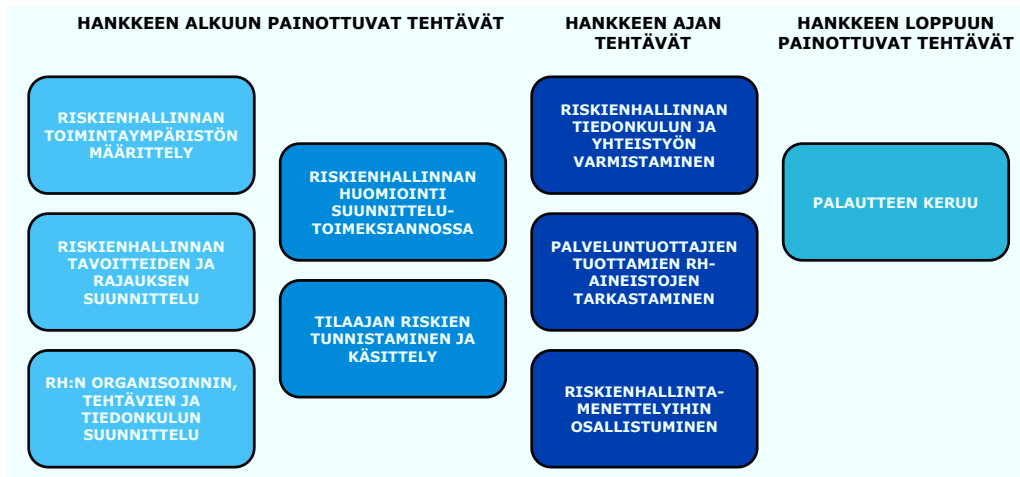 HANKKEEN ALKUUN PAINOTTUVAT TEHTÄVÄT
RISKIENHALLINNAN
TOIMINTAYMPÄRISTÖN
MÄÄRITTELY
RISKIENHALLINNAN
TAVOITTEIDEN JA
RAJAUKSEN
SUUNNITTELU
RH:N ORGANISOINNIN,
TEHTÄVIEN JA
TIEDONKULUN
SUUNNITTELU
RISKIENHALLINNAN
HUOMIOINTI
SUUNNITTELU-
TOIMEKSIANNOSSA
TILAAJAN RISKIEN
TUNNISTAMINEN JA
KÄSITTELY
HANKKEEN AJAN
TEHTÄVÄT
RISKIENHALLINNAN
TIEDONKULUN JA
YHTEISTYÖN
VARMISTAMINEN
PALVELUNTUOTTAJIEN
TUOTTAMIEN RH-
AINEISTOJEN
TARKASTAMINEN
RISKIENHALLINTA-
MENETTELYIHIN
OSALLISTUMINEN
HANKKEEN LOPPUUN
PAINOTTUVAT TEHTÄVÄT
PALAUTTEEN KERUU